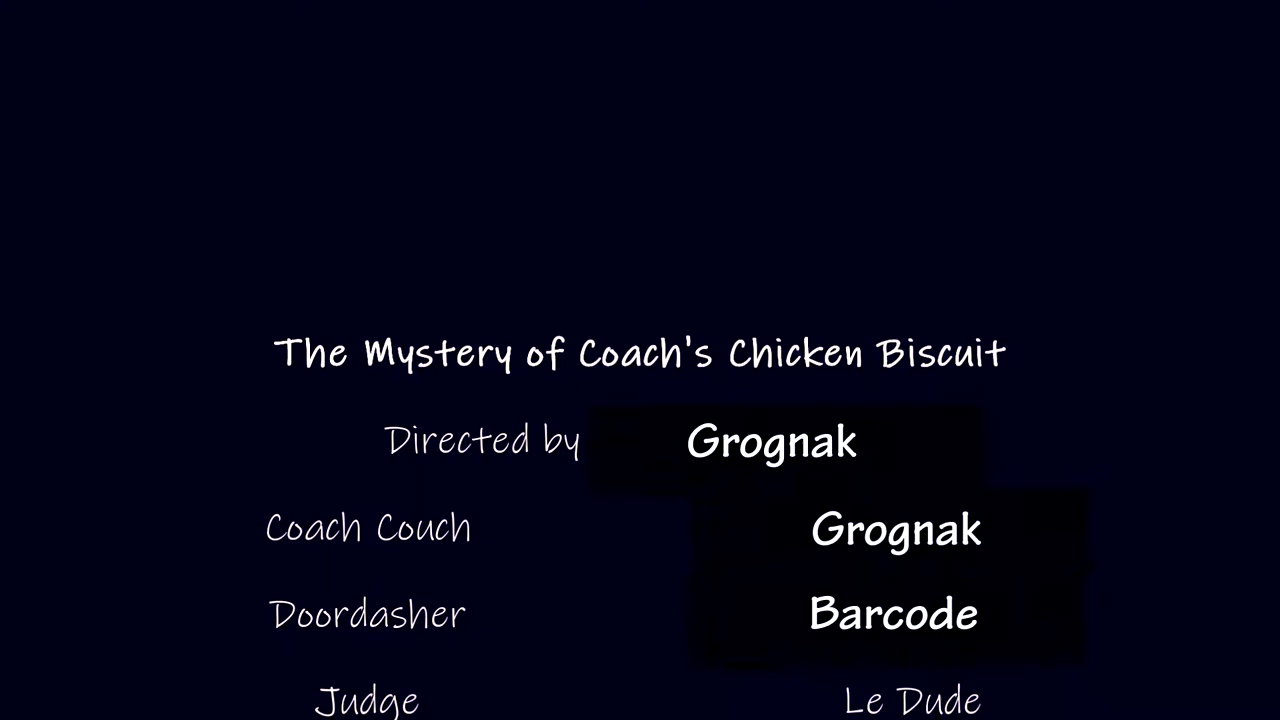 The Mystery of Coach's Chicken Biscuit
Directed by Grognak
Coach Couch Grognak
Doordasher Barcode
Judge Le Dude